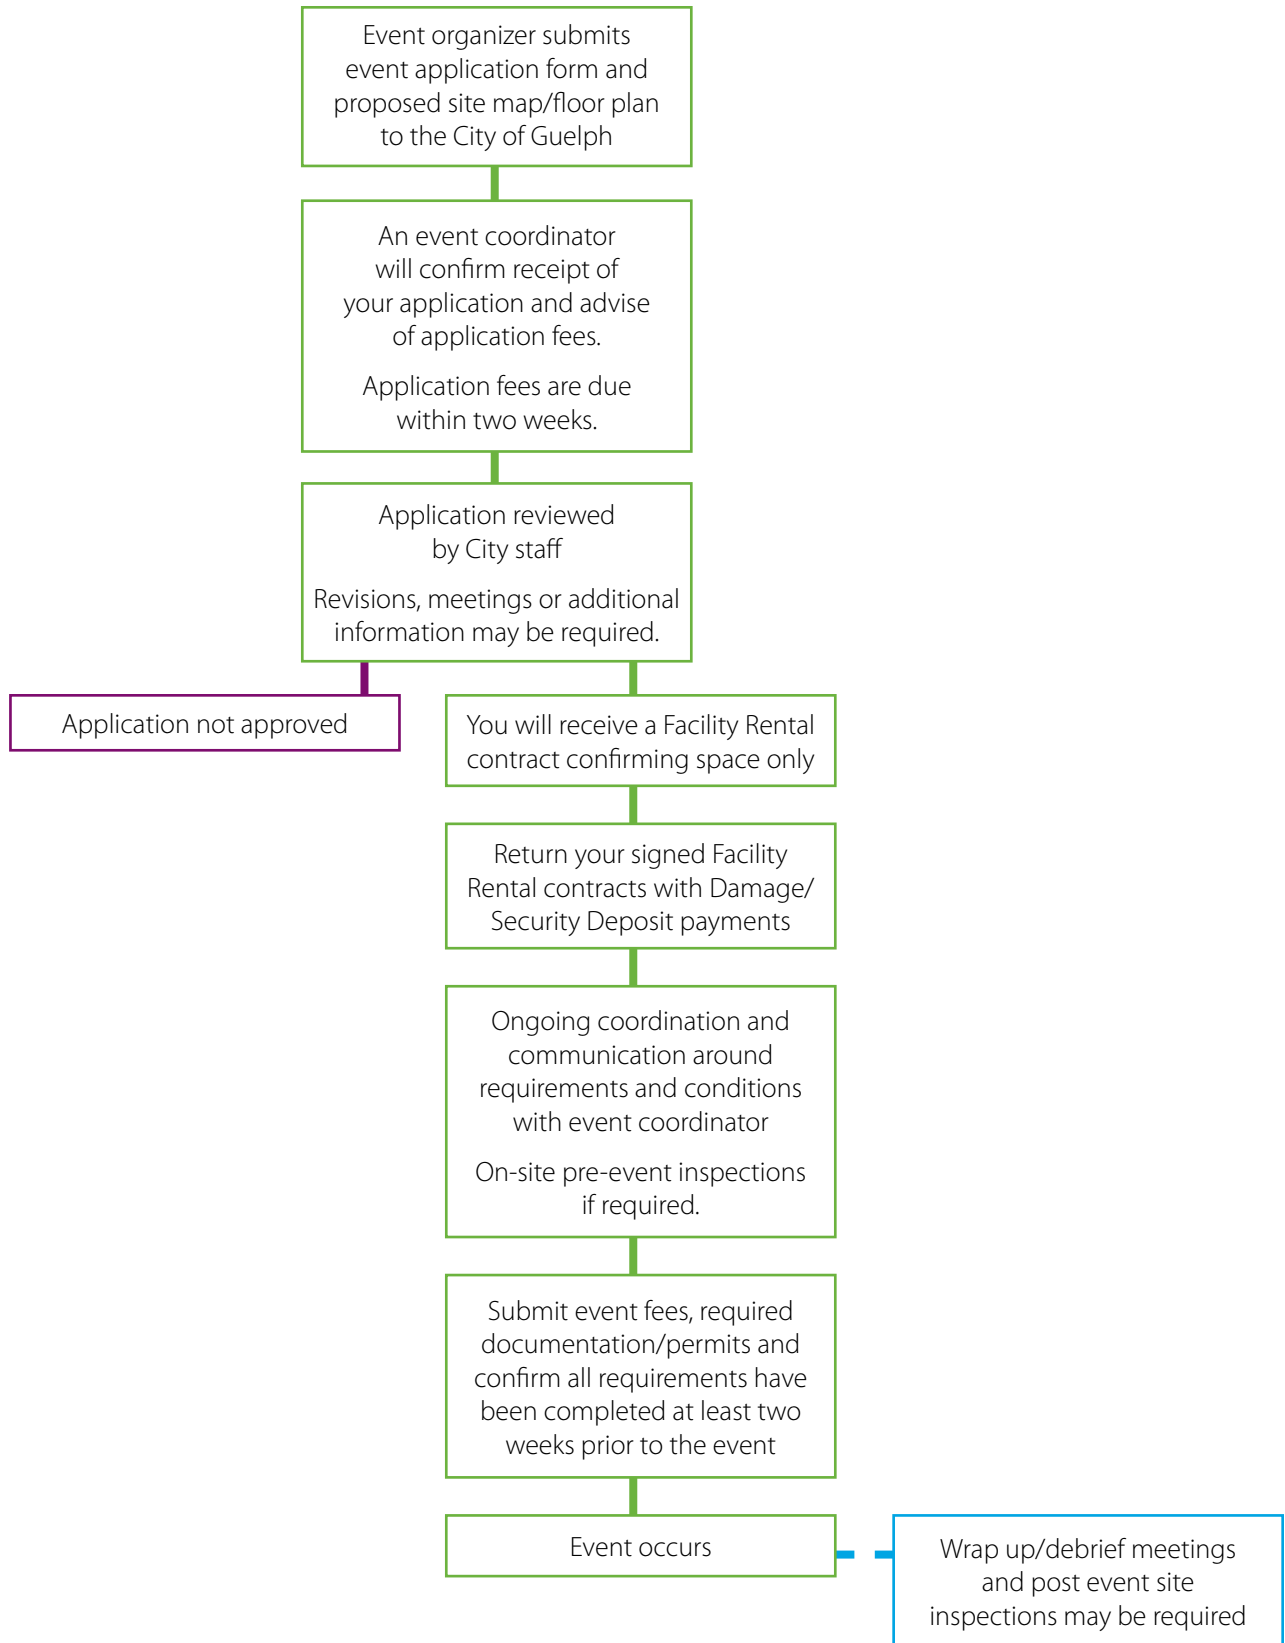 Event organizer submits
event application form and
proposed site map/floor plan
to the City of Guelph
An event coordinator
will confirm receipt of
your application and advise
of application fees.
Application fees are due
within two weeks.
Application reviewed
by City staff
Revisions, meetings or additional
information may be required.
Application not approved
You will receive a Facility Rental
contract confirming space only
Return your signed Facility
Rental contracts with Damage/
Security Deposit payments
Ongoing coordination and
communication around
requirements and conditions
with event coordinator
On-site pre-event inspections
if required.
Submit event fees, required
documentation/permits and
confirm all requirements have
been completed at least two
weeks prior to the event
Event occurs
Wrap up/debrief meetings
and post event site
inspections may be required